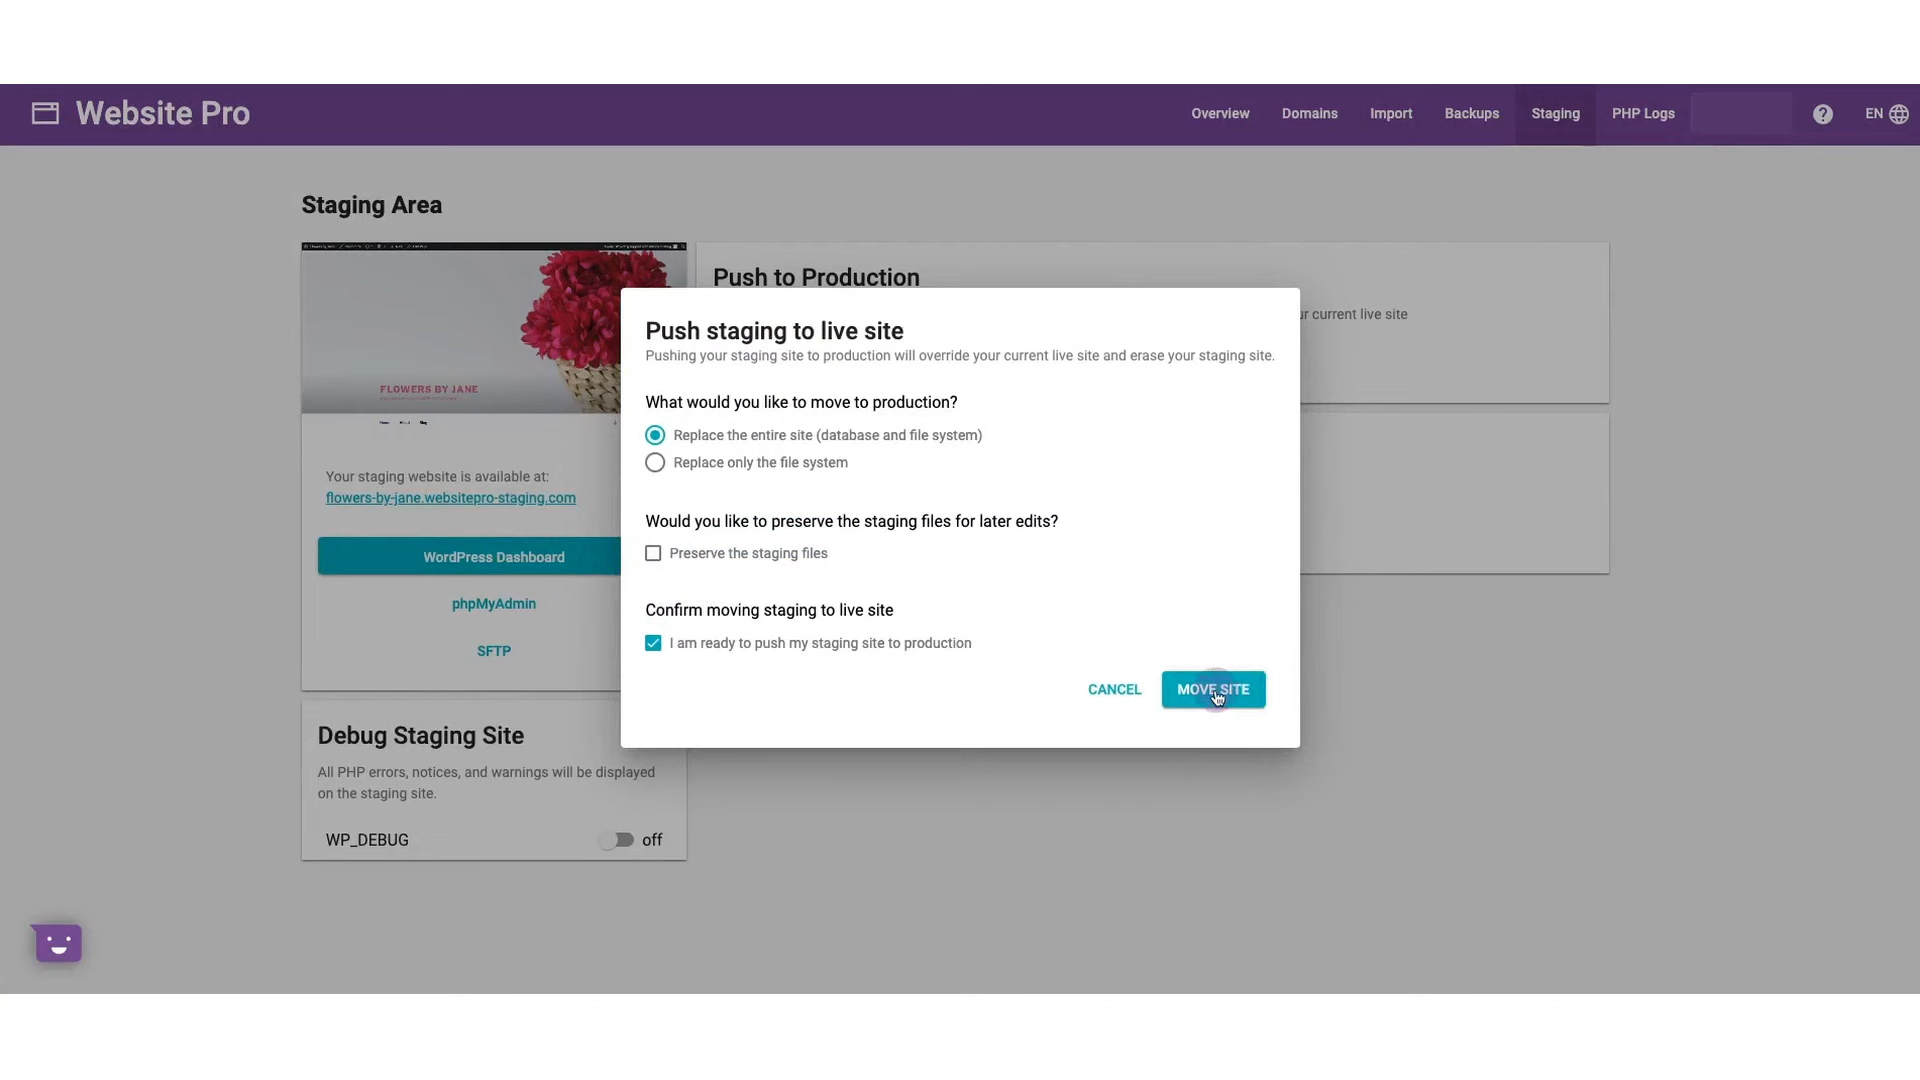 Website Pro
Overview
Domains
Import
Backups
Staging
PHP Logs
EN
Staging Area
FLOWERS BY JANE
Your staging website is available at:
flowers-by-jane.websitepro-staging.com
WordPress Dashboard
phpMyAdmin
SFTP
Debug Staging Site
All PHP errors, notices, and warnings will be displayed
on the staging site.
WP_DEBUG
off
Push to Production
current live site
Push staging to live site
Pushing your staging site to production will override your current live site and erase your staging site.
What would you like to move to production?
Replace the entire site (database and file system)
Replace only the file system
Would you like to preserve the staging files for later edits?
Preserve the staging files
Confirm moving staging to live site
I am ready to push my staging site to production
CANCEL
MOVE SITE